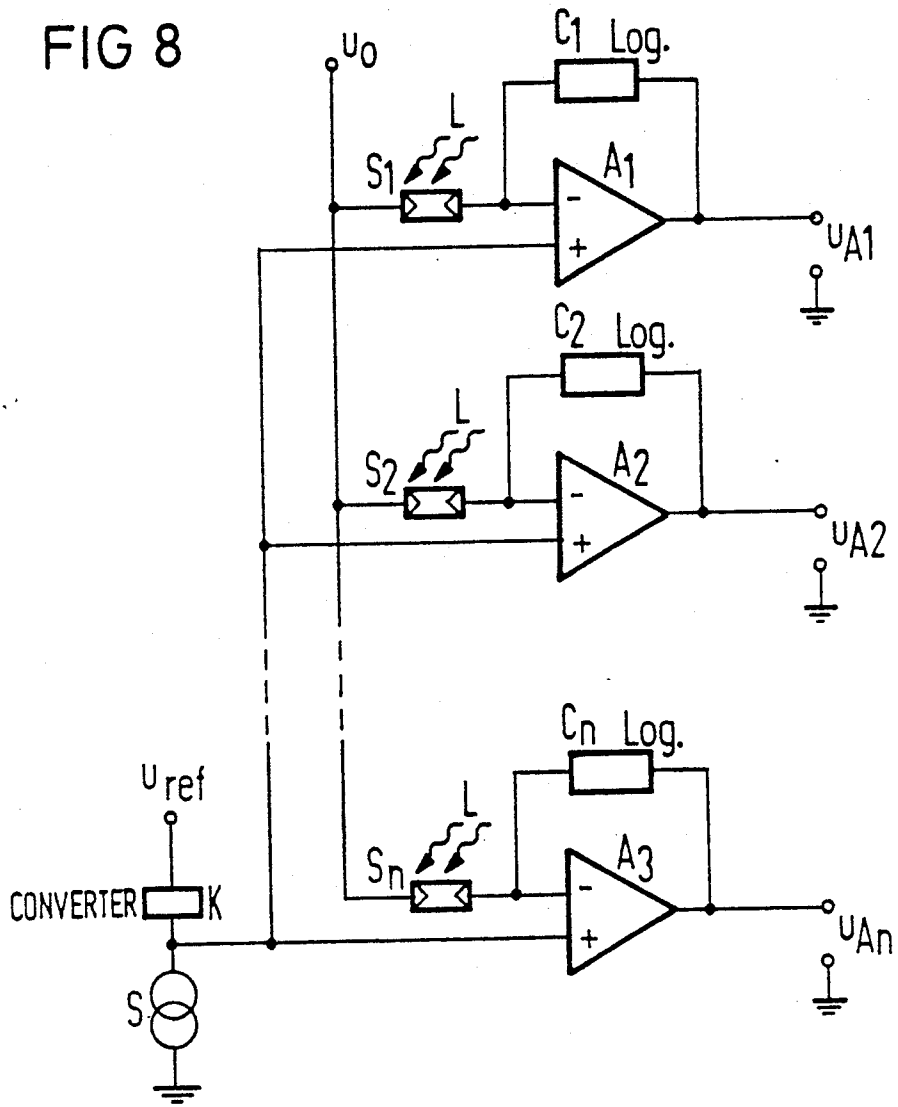 FIG 8
u0
C1 Log.
L
S1
A1
-
+
uA1
C2 Log.
L
S2
A2
-
+
uA2
Cn Log.
uref
L
Sn
A3
-
CONVERTER K
+
uAn
S